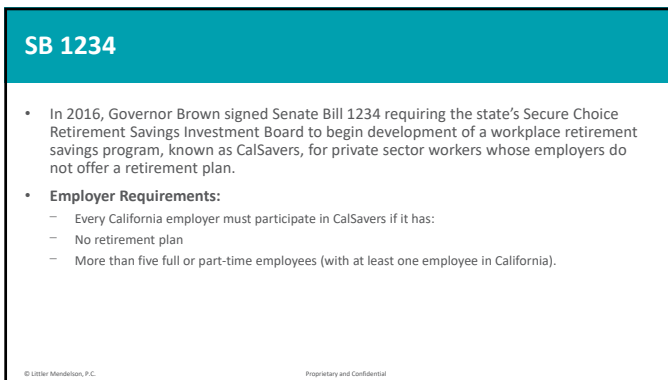 SB 1234
• In 2016, Governor Brown signed Senate Bill 1234 requiring the state's Secure Choice
Retirement Savings Investment Board to begin development of a workplace retirement
savings program, known as CalSavers, for private sector workers whose employers do
not offer a retirement plan.
• Employer Requirements:
– Every California employer must participate in CalSavers if it has:
– No retirement plan
– More than five full or part-time employees (with at least one employee in California).
© Littler Mendelson, P.C. Proprietary and Confidential